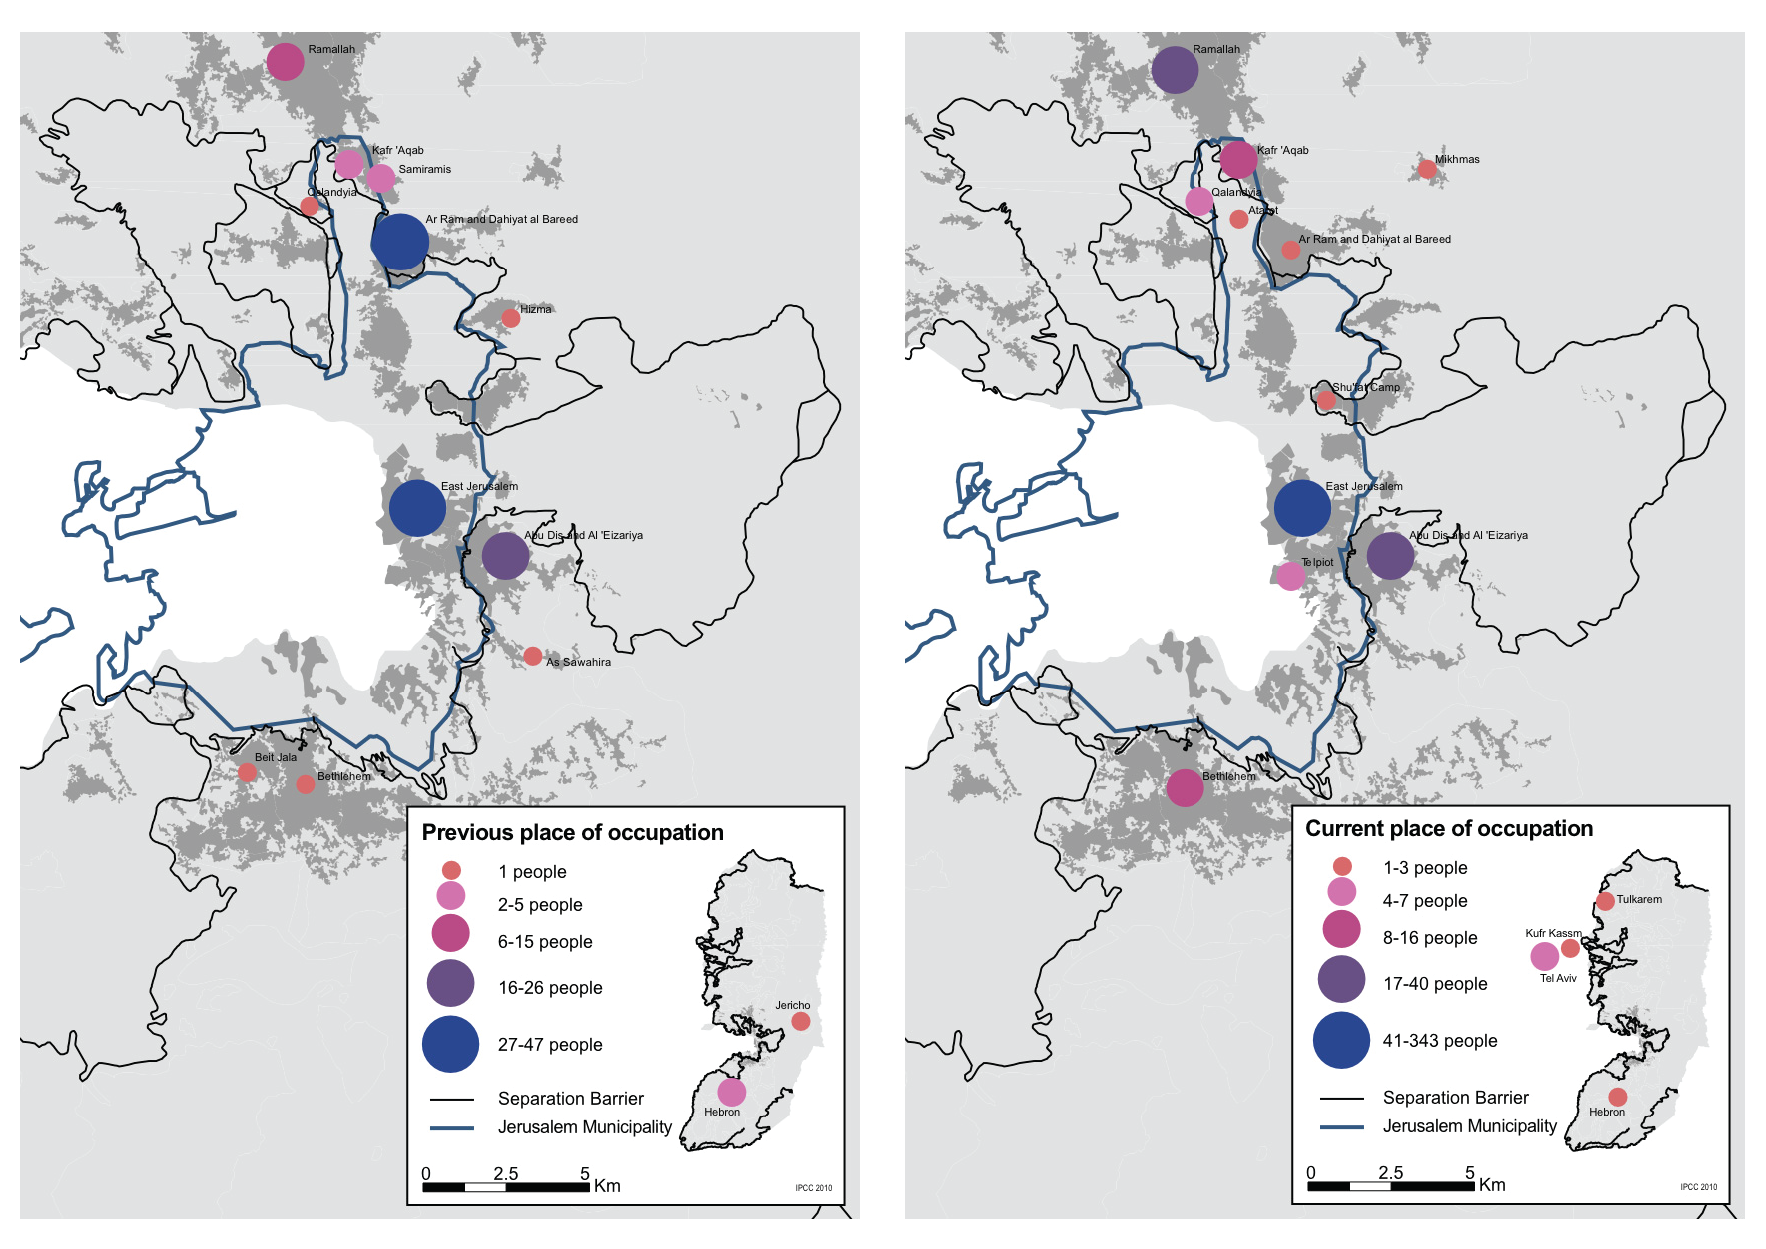 Ramallah
Kafr 'Aqab
Samiramis
Qalandyia
Ar Ram and Dahiyat al Bareed
Hizma
East Jerusalem
Abu Dis and Al 'Eizariya
As Sawahira
Beit Jala
Bethlehem
Previous place of occupation
1 people
2-5 people
6-15 people
16-26 people
27-47 people
Separation Barrier
Jerusalem Municipality
0 2.5 5
Km
Jericho
Hebron
IPCC 2010
Ramallah
Kafr 'Aqab
Mikhmas
Qalandyia
Atarot
Ar Ram and Dahiyat al Bareed
Shu'fat Camp
East Jerusalem
Abu Dis and Al 'Eizariya
Telpiot
Bethlehem
Current place of occupation
1-3 people
4-7 people
8-16 people
17-40 people
41-343 people
Separation Barrier
Jerusalem Municipality
0 2.5 5
Km
Tulkarem
Kufr Kassm
Tel Aviv
Hebron
IPCC 2010